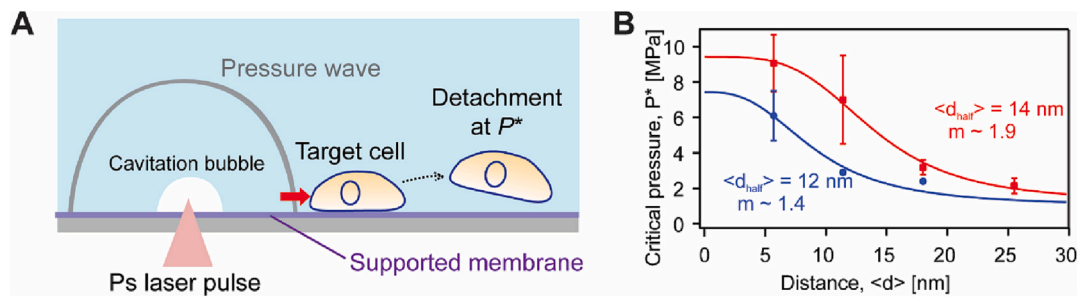 A
Pressure wave
Cavitation bubble
Target cell
Detachment
at P*
Ps laser pulse
Supported membrane
B
Critical pressure, P* [MPa]
10
8
6
4
2
0
<d_half> = 14 nm
m ~ 1.9
<d_half> = 12 nm
m ~ 1.4
0 5 10 15 20 25 30
Distance, <d> [nm]